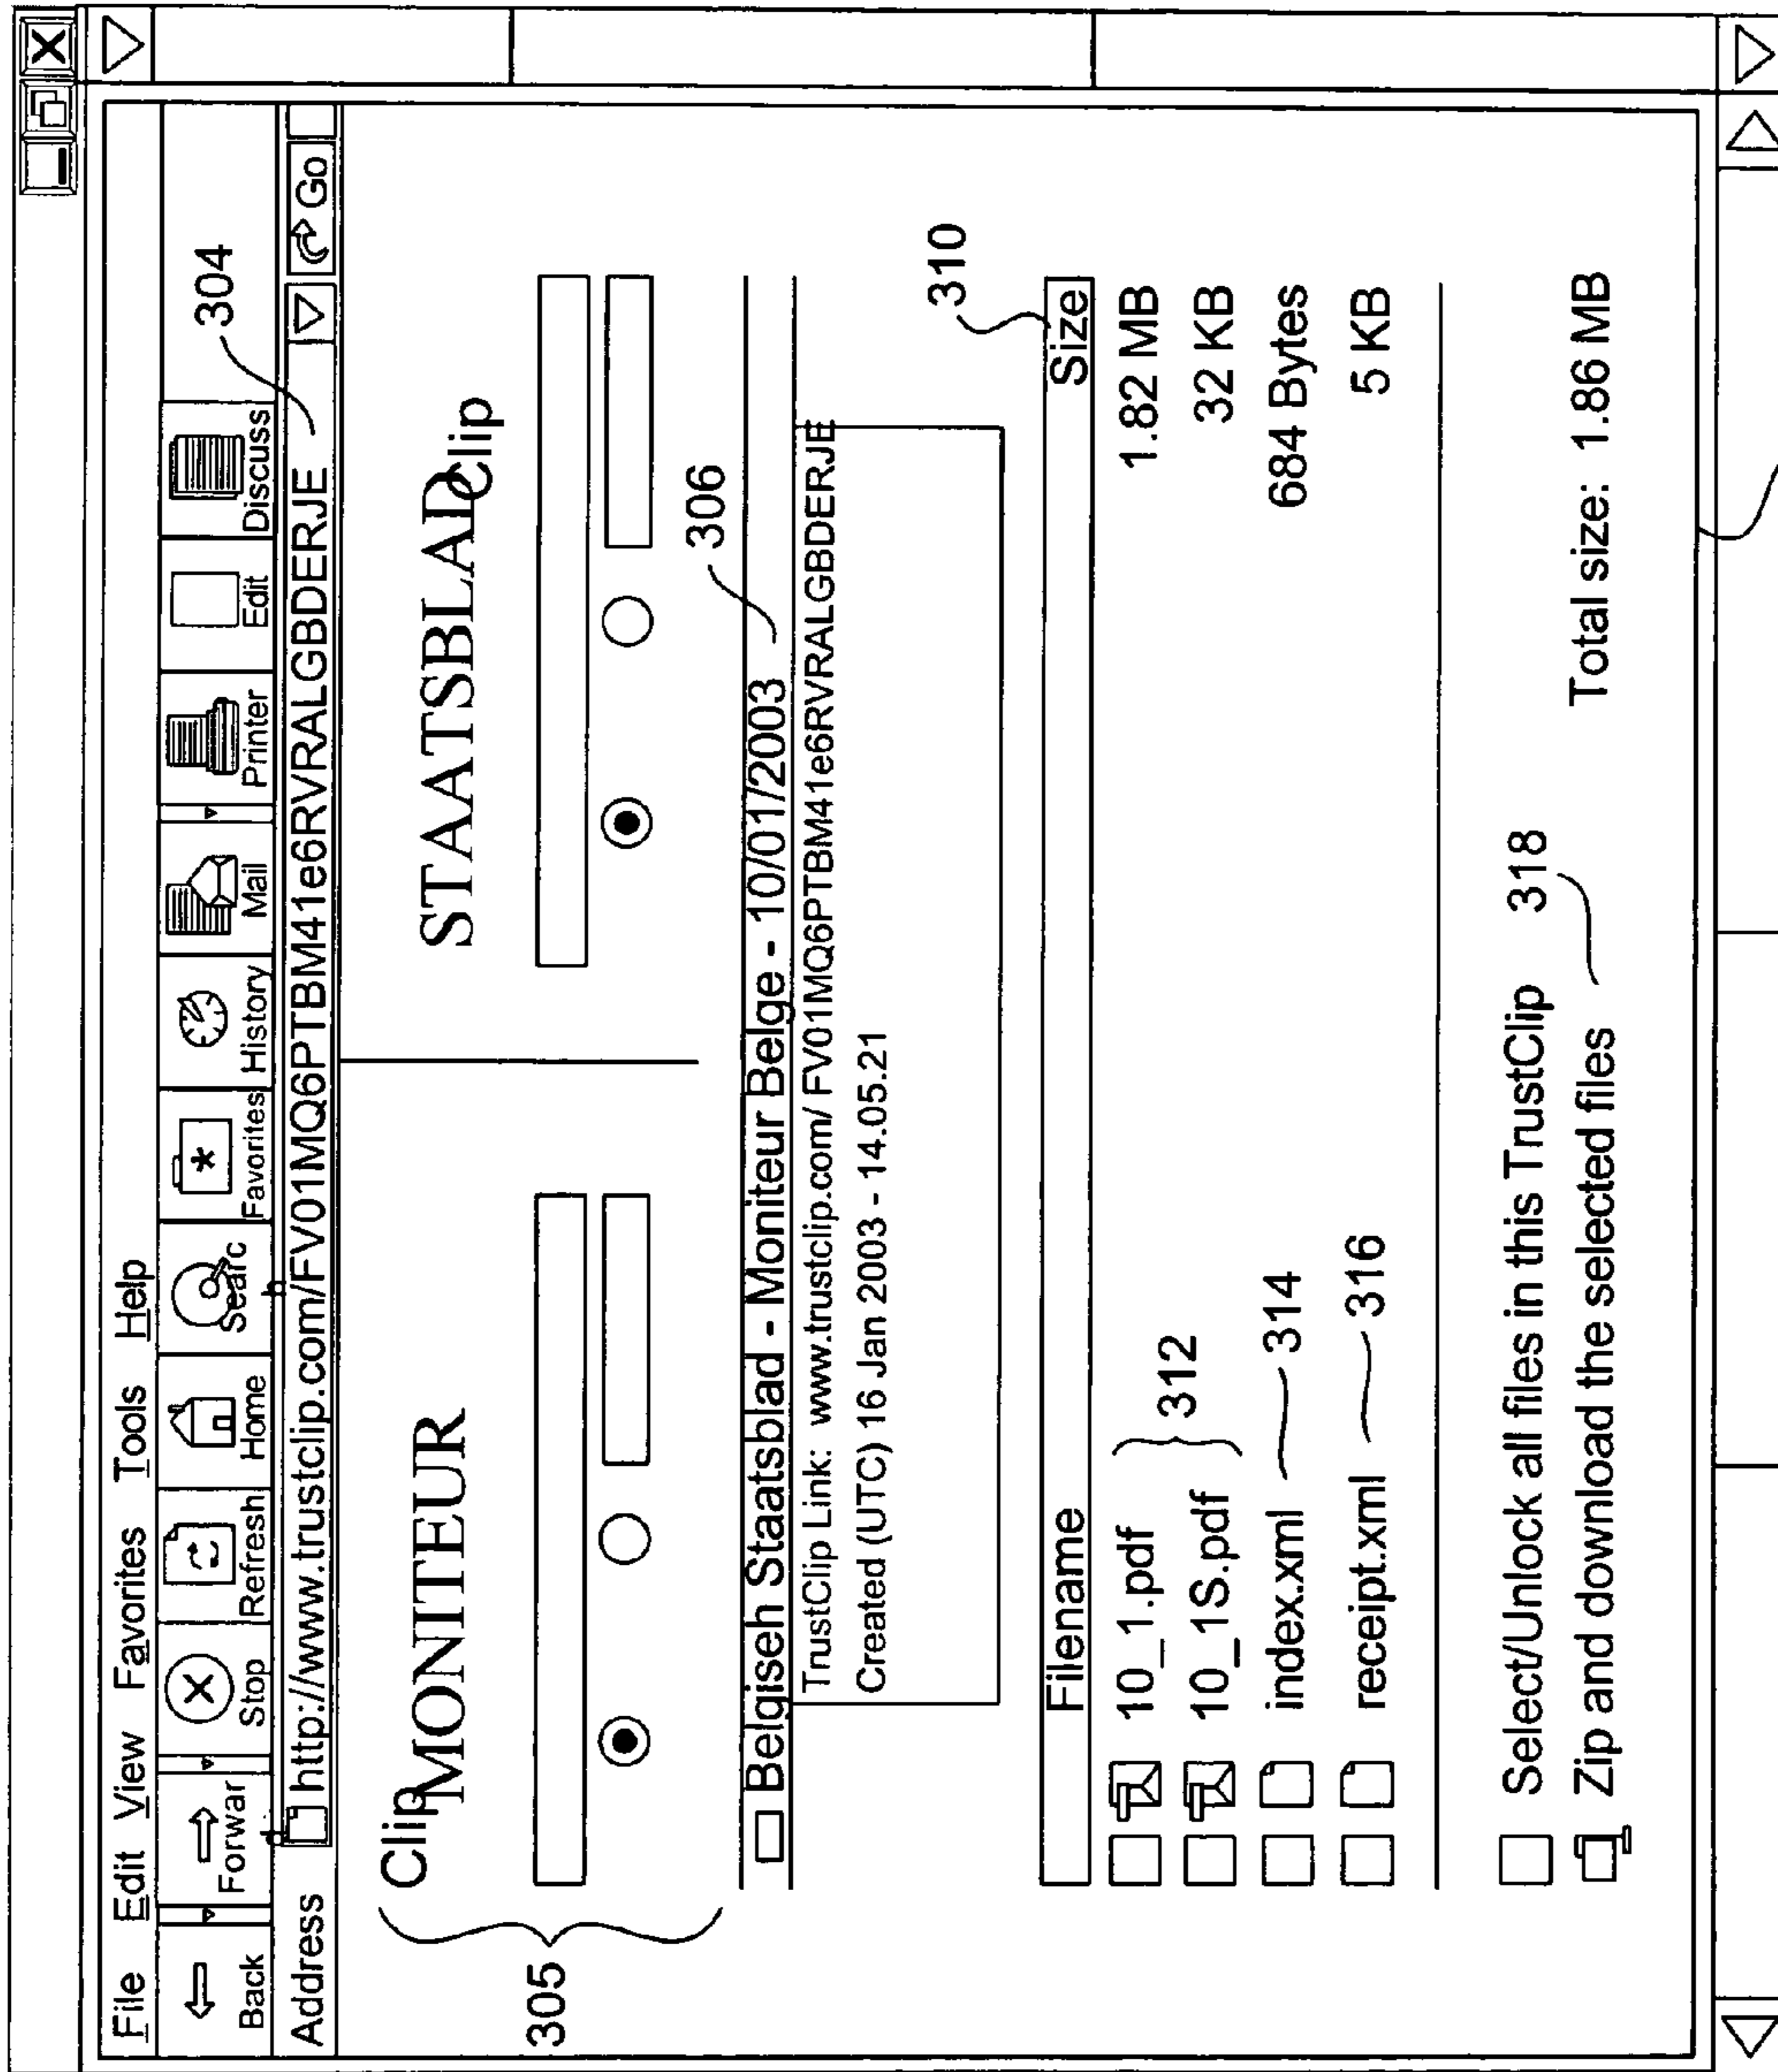 File Edit View Favorites Tools Help
Back Forwar d Stop Refresh Home Searc h Favorites History Mail Printer Edit Discuss
304
Address http://www.trustclip.com/FV01MQ6PTBM41e6RVRALGBDERJE Go
305
Clip MONITEUR
STAATSBLAD Clip
306
Belgiseh Staatsblad - Moniteur Belge - 10/01/2003
TrustClip Link: www.trustclip.com/ FV01MQ6PTBM41e6RVRALGBDERJE
Created (UTC) 16 Jan 2003 - 14.05.21
310
Filename Size
10_1.pdf 1.82 MB
312
10_1S.pdf 32 KB
index.xml 314 684 Bytes
receipt.xml 316 5 KB
Select/Unlock all files in this TrustClip 318
Zip and download the selected files Total size: 1.86 MB